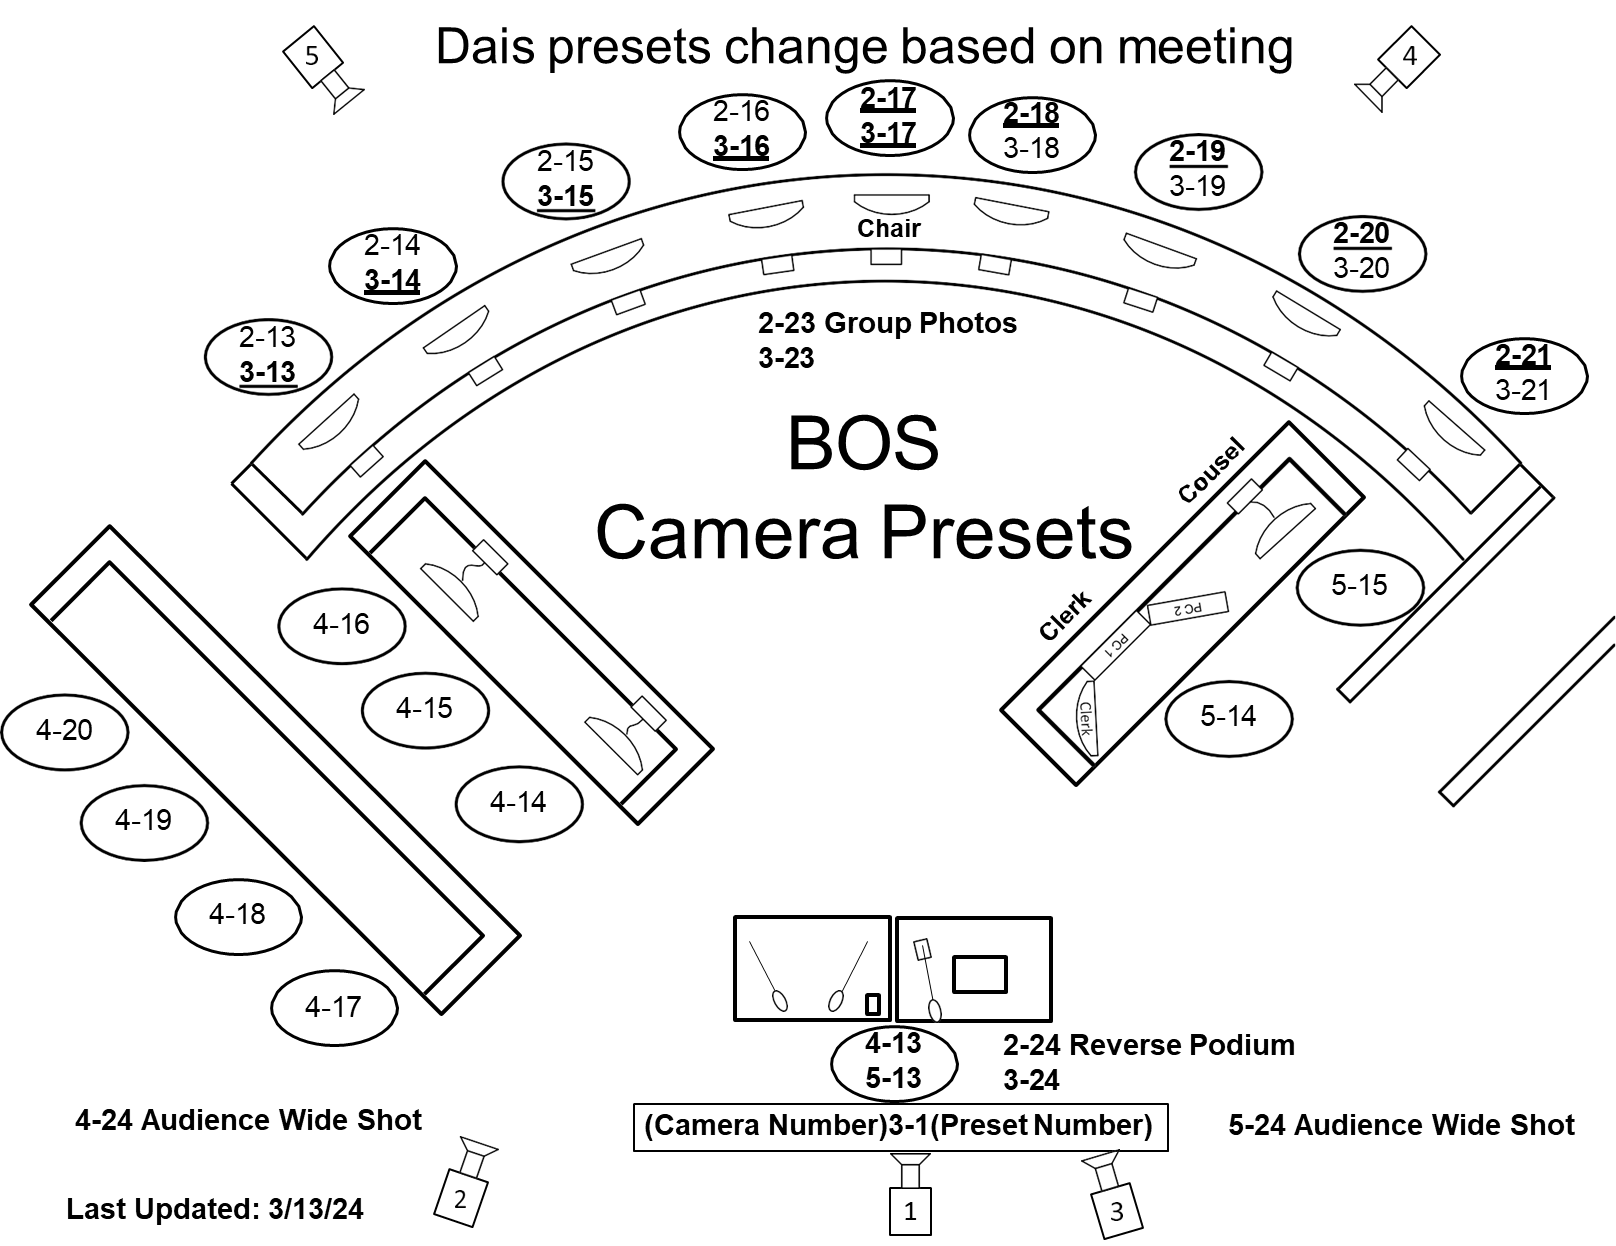 Dais presets change based on meeting
5
4
2-13
3-13
2-14
3-14
2-15
3-15
2-16
3-16
2-17
3-17
2-18
3-18
2-19
3-19
2-20
3-20
2-21
3-21
Chair
2-23 Group Photos
3-23
BOS
Camera Presets
Cousel
Clerk
PC 2
PC 1
Clerk
5-15
5-14
4-16
4-15
4-14
4-20
4-19
4-18
4-17
4-13
5-13
2-24 Reverse Podium
3-24
(Camera Number)3-1(Preset Number)
4-24 Audience Wide Shot
5-24 Audience Wide Shot
2
1
3
Last Updated: 3/13/24